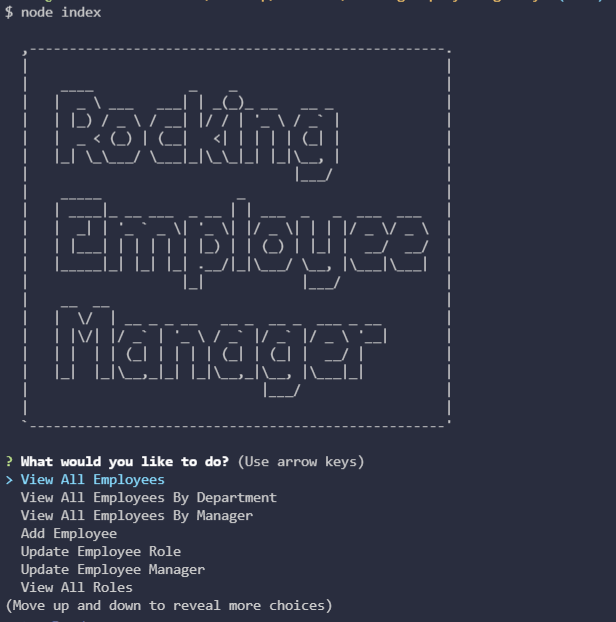 $ node index
Rocking
Employee
Manager
? What would you like to do? (Use arrow keys)
> View All Employees
View All Employees By Department
View All Employees By Manager
Add Employee
Update Employee Role
Update Employee Manager
View All Roles
(Move up and down to reveal more choices)